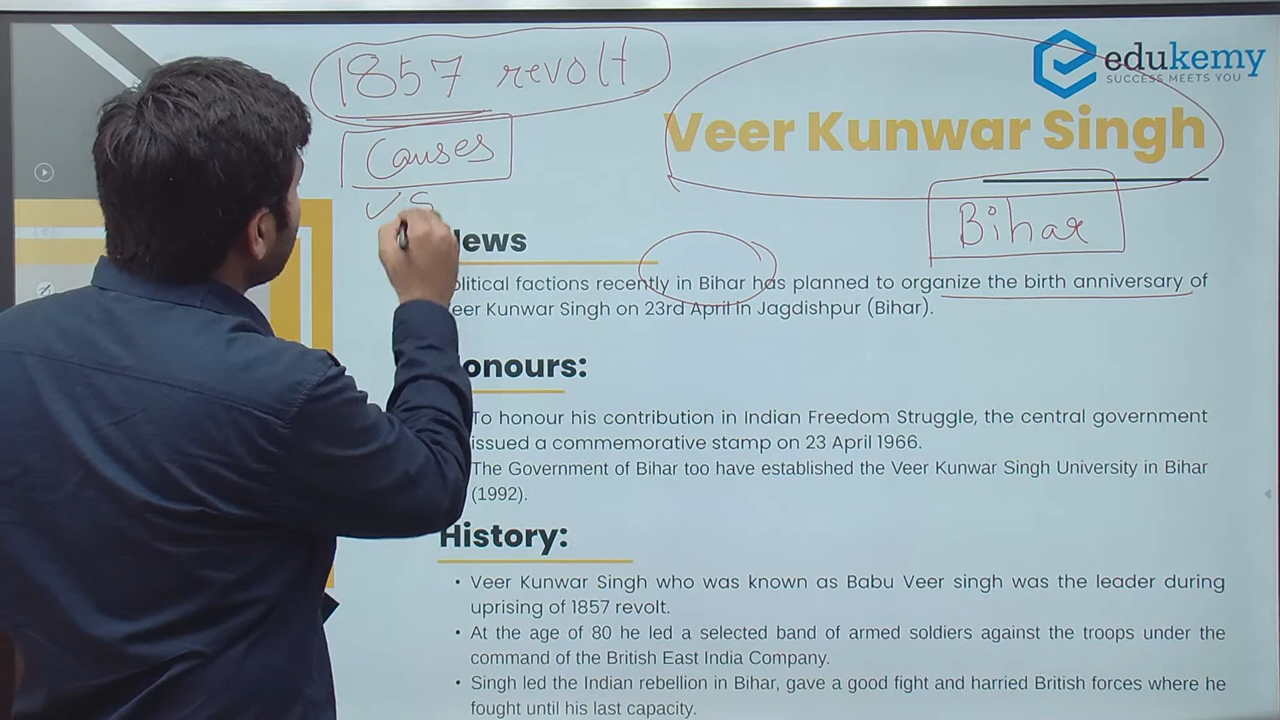 1857 revolt
edukemy
SUCCESS MEETS YOU
Causes
Veer Kunwar Singh
Bihar
factions recently in Bihar has planned to organize the birth anniversary of
Kunwar Singh on 23rd April in Jagdishpur (Bihar).
To honour his contribution in Indian Freedom Struggle, the central government
issued a commemorative stamp on 23 April 1966.
The Government of Bihar too have established the Veer Kunwar Singh University in Bihar
(1992).
History:
• Veer Kunwar Singh who was known as Babu Veer singh was the leader during
uprising of 1857 revolt.
• At the age of 80 he led a selected band of armed soldiers against the troops under the
command of the British East India Company.
• Singh led the Indian rebellion in Bihar, gave a good fight and harried British forces where he
fought until his last capacity.